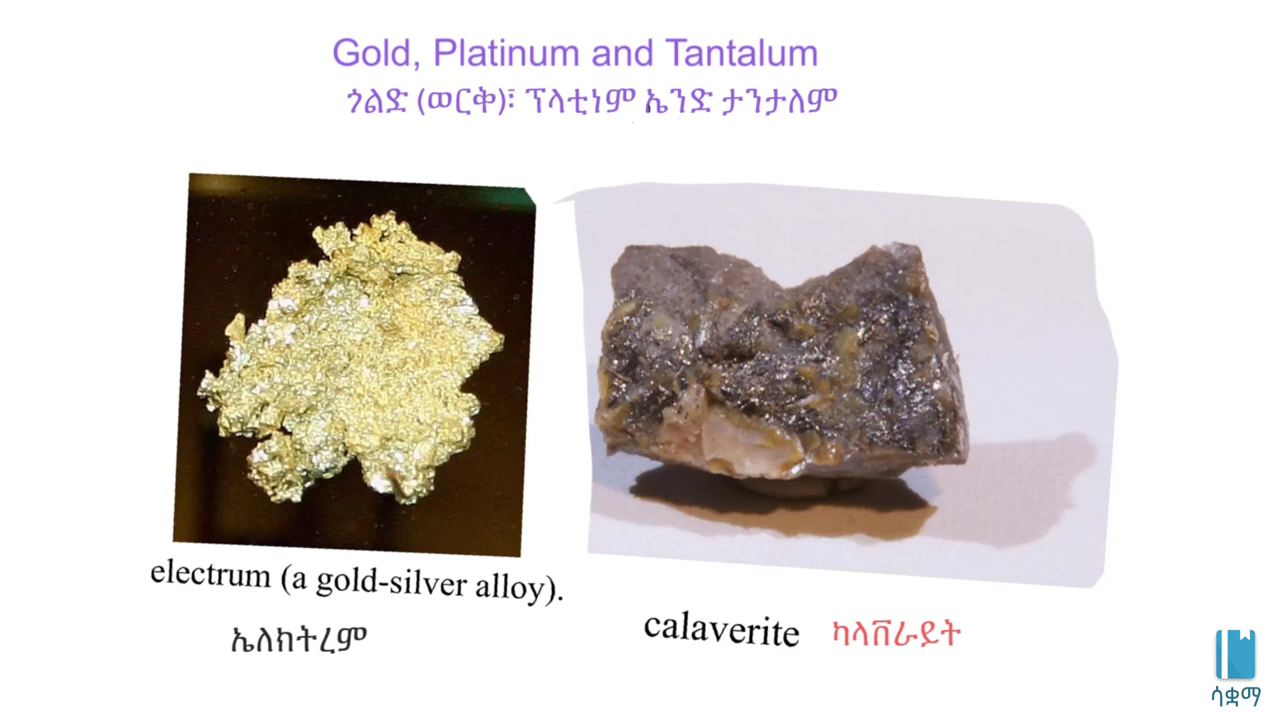 Gold, Platinum and Tantalum
ጎልድ (ወርቅ)፣ ፕላቲነም ኤንድ ታንታለም
electrum (a gold-silver alloy).
ኤለክትረም
calaverite ካላቨራይት
ሳቋማ